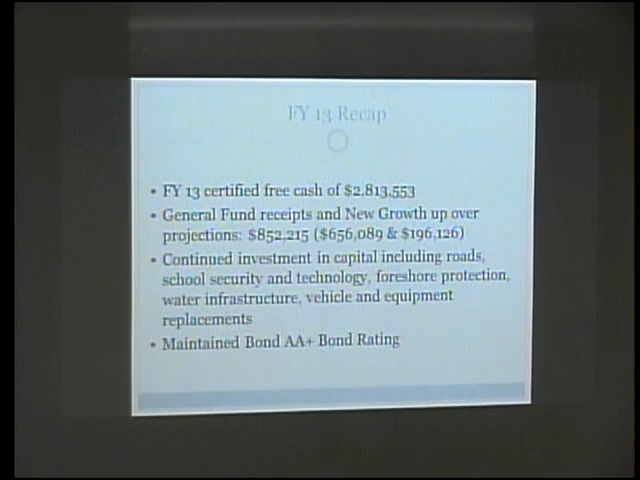 FY 13 Recap
• FY 13 certified free cash of $2,813,553
• General Fund receipts and New Growth up over
projections: $852,215 ($656,089 & $196,126)
• Continued investment in capital including roads,
school security and technology, foreshore protection,
water infrastructure, vehicle and equipment
replacements
• Maintained Bond AA+ Bond Rating